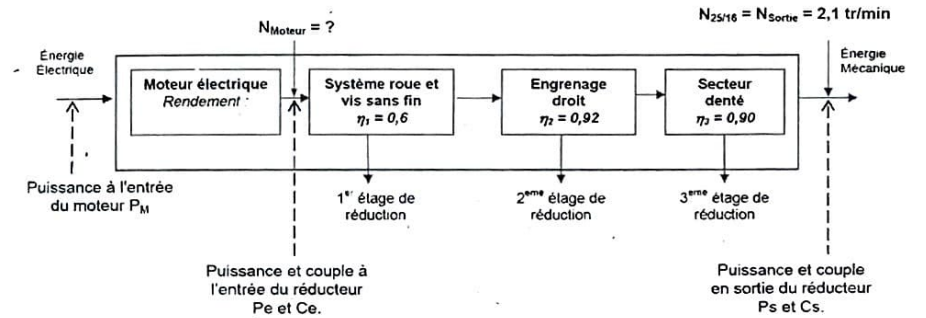 N25/16 = NSortie = 2,1 tr/min
NMoteur = ?
Énergie
Électrique
Énergie
Mécanique
Moteur électrique
Rendement :
Système roue et
vis sans fin
η1 = 0,6
Engrenage
droit
η2 = 0,92
Secteur
denté
η3 = 0,90
Puissance à l'entrée
du moteur PM
1er étage de
réduction
2eme étage de
réduction
3eme étage de
réduction
Puissance et couple à
l'entrée du réducteur
Pe et Ce.
Puissance et couple
en sortie du réducteur
Ps et Cs.